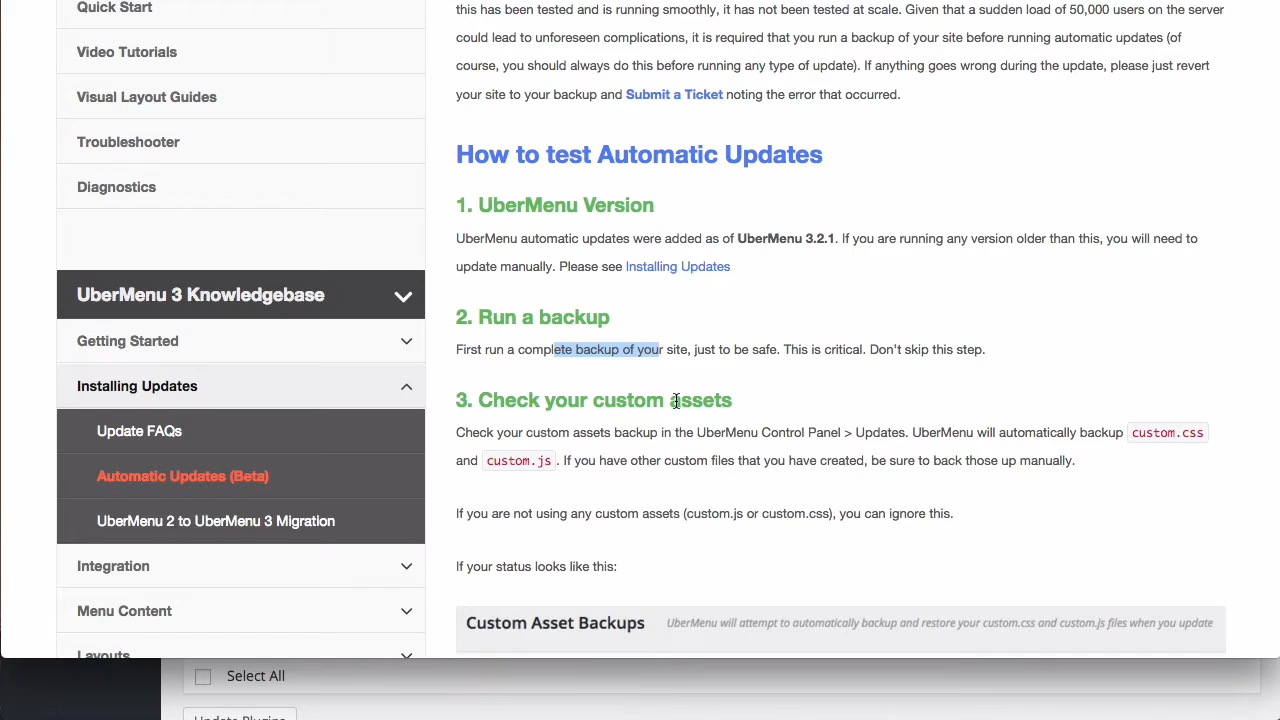 Quick Start
Video Tutorials
Visual Layout Guides
Troubleshooter
Diagnostics
UberMenu 3 Knowledgebase
Getting Started
Installing Updates
Update FAQs
Automatic Updates (Beta)
UberMenu 2 to UberMenu 3 Migration
Integration
Menu Content
Layouts
this has been tested and is running smoothly, it has not been tested at scale. Given that a sudden load of 50,000 users on the server
could lead to unforeseen complications, it is required that you run a backup of your site before running automatic updates (of
course, you should always do this before running any type of update). If anything goes wrong during the update, please just revert
your site to your backup and Submit a Ticket noting the error that occurred.
How to test Automatic Updates
1. UberMenu Version
UberMenu automatic updates were added as of UberMenu 3.2.1. If you are running any version older than this, you will need to
update manually. Please see Installing Updates
2. Run a backup
First run a complete backup of your site, just to be safe. This is critical. Don't skip this step.
3. Check your custom assets
Check your custom assets backup in the UberMenu Control Panel > Updates. UberMenu will automatically backup custom.css
and custom.js. If you have other custom files that you have created, be sure to back those up manually.
If you are not using any custom assets (custom.js or custom.css), you can ignore this.
If your status looks like this:
Custom Asset Backups UberMenu will attempt to automatically backup and restore your custom.css and custom.js files when you update
Select All
Update Plugins